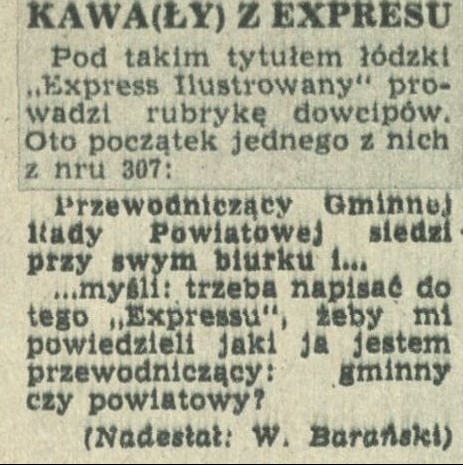 KAWA(ŁY) Z EXPRESU
Pod takim tytułem łódzki
„Express Ilustrowany" pro-
wadzi rubrykę dowcipów.
Oto początek jednego z nich
z nru 307:
Przewodniczący Gminnej
Rady Powiatowej siedzi
przy swym biurku i...
...myśli: trzeba napisać do
tego „Expressu", żeby mi
powiedzieli jaki ja jestem
przewodniczący: gminny
czy powiatowy?
(Nadesłał: W. Barański)